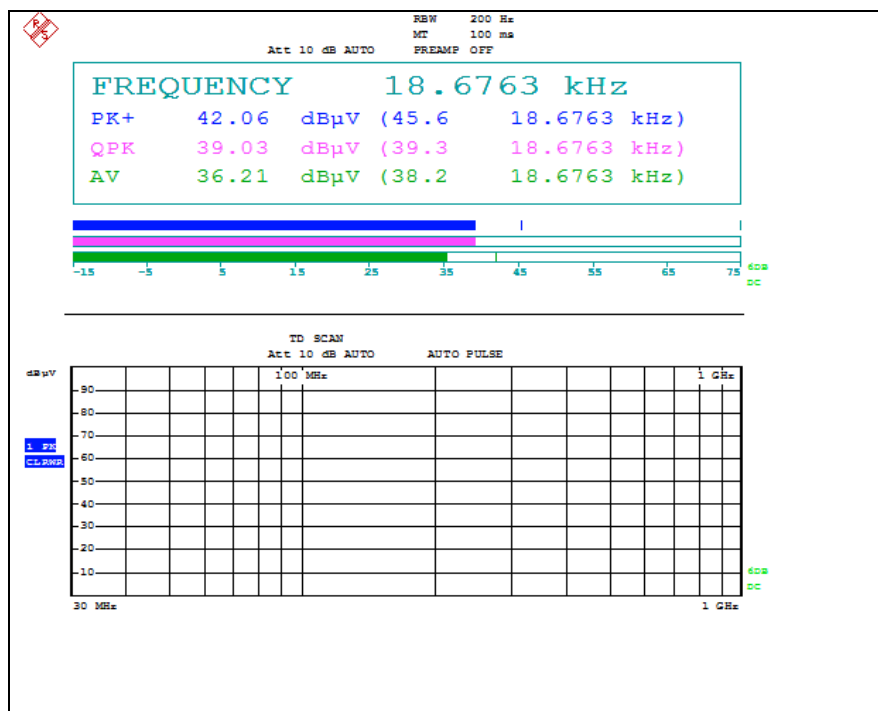 R S
RBW 200 Hz
MT 100 ms
Att 10 dB AUTO PREAMP OFF
FREQUENCY 18.6763 kHz
PK+ 42.06 dBµV (45.6 18.6763 kHz)
QPK 39.03 dBµV (39.3 18.6763 kHz)
AV 36.21 dBµV (38.2 18.6763 kHz)
-15 -5 5 15 25 35 45 55 65 75
6DB
DC
TD SCAN
Att 10 dB AUTO AUTO PULSE
dBµV
100 MHz 1 GHz
90
80
70
1 PK
CLRWR
60
50
40
30
20
10
6DB
DC
30 MHz 1 GHz